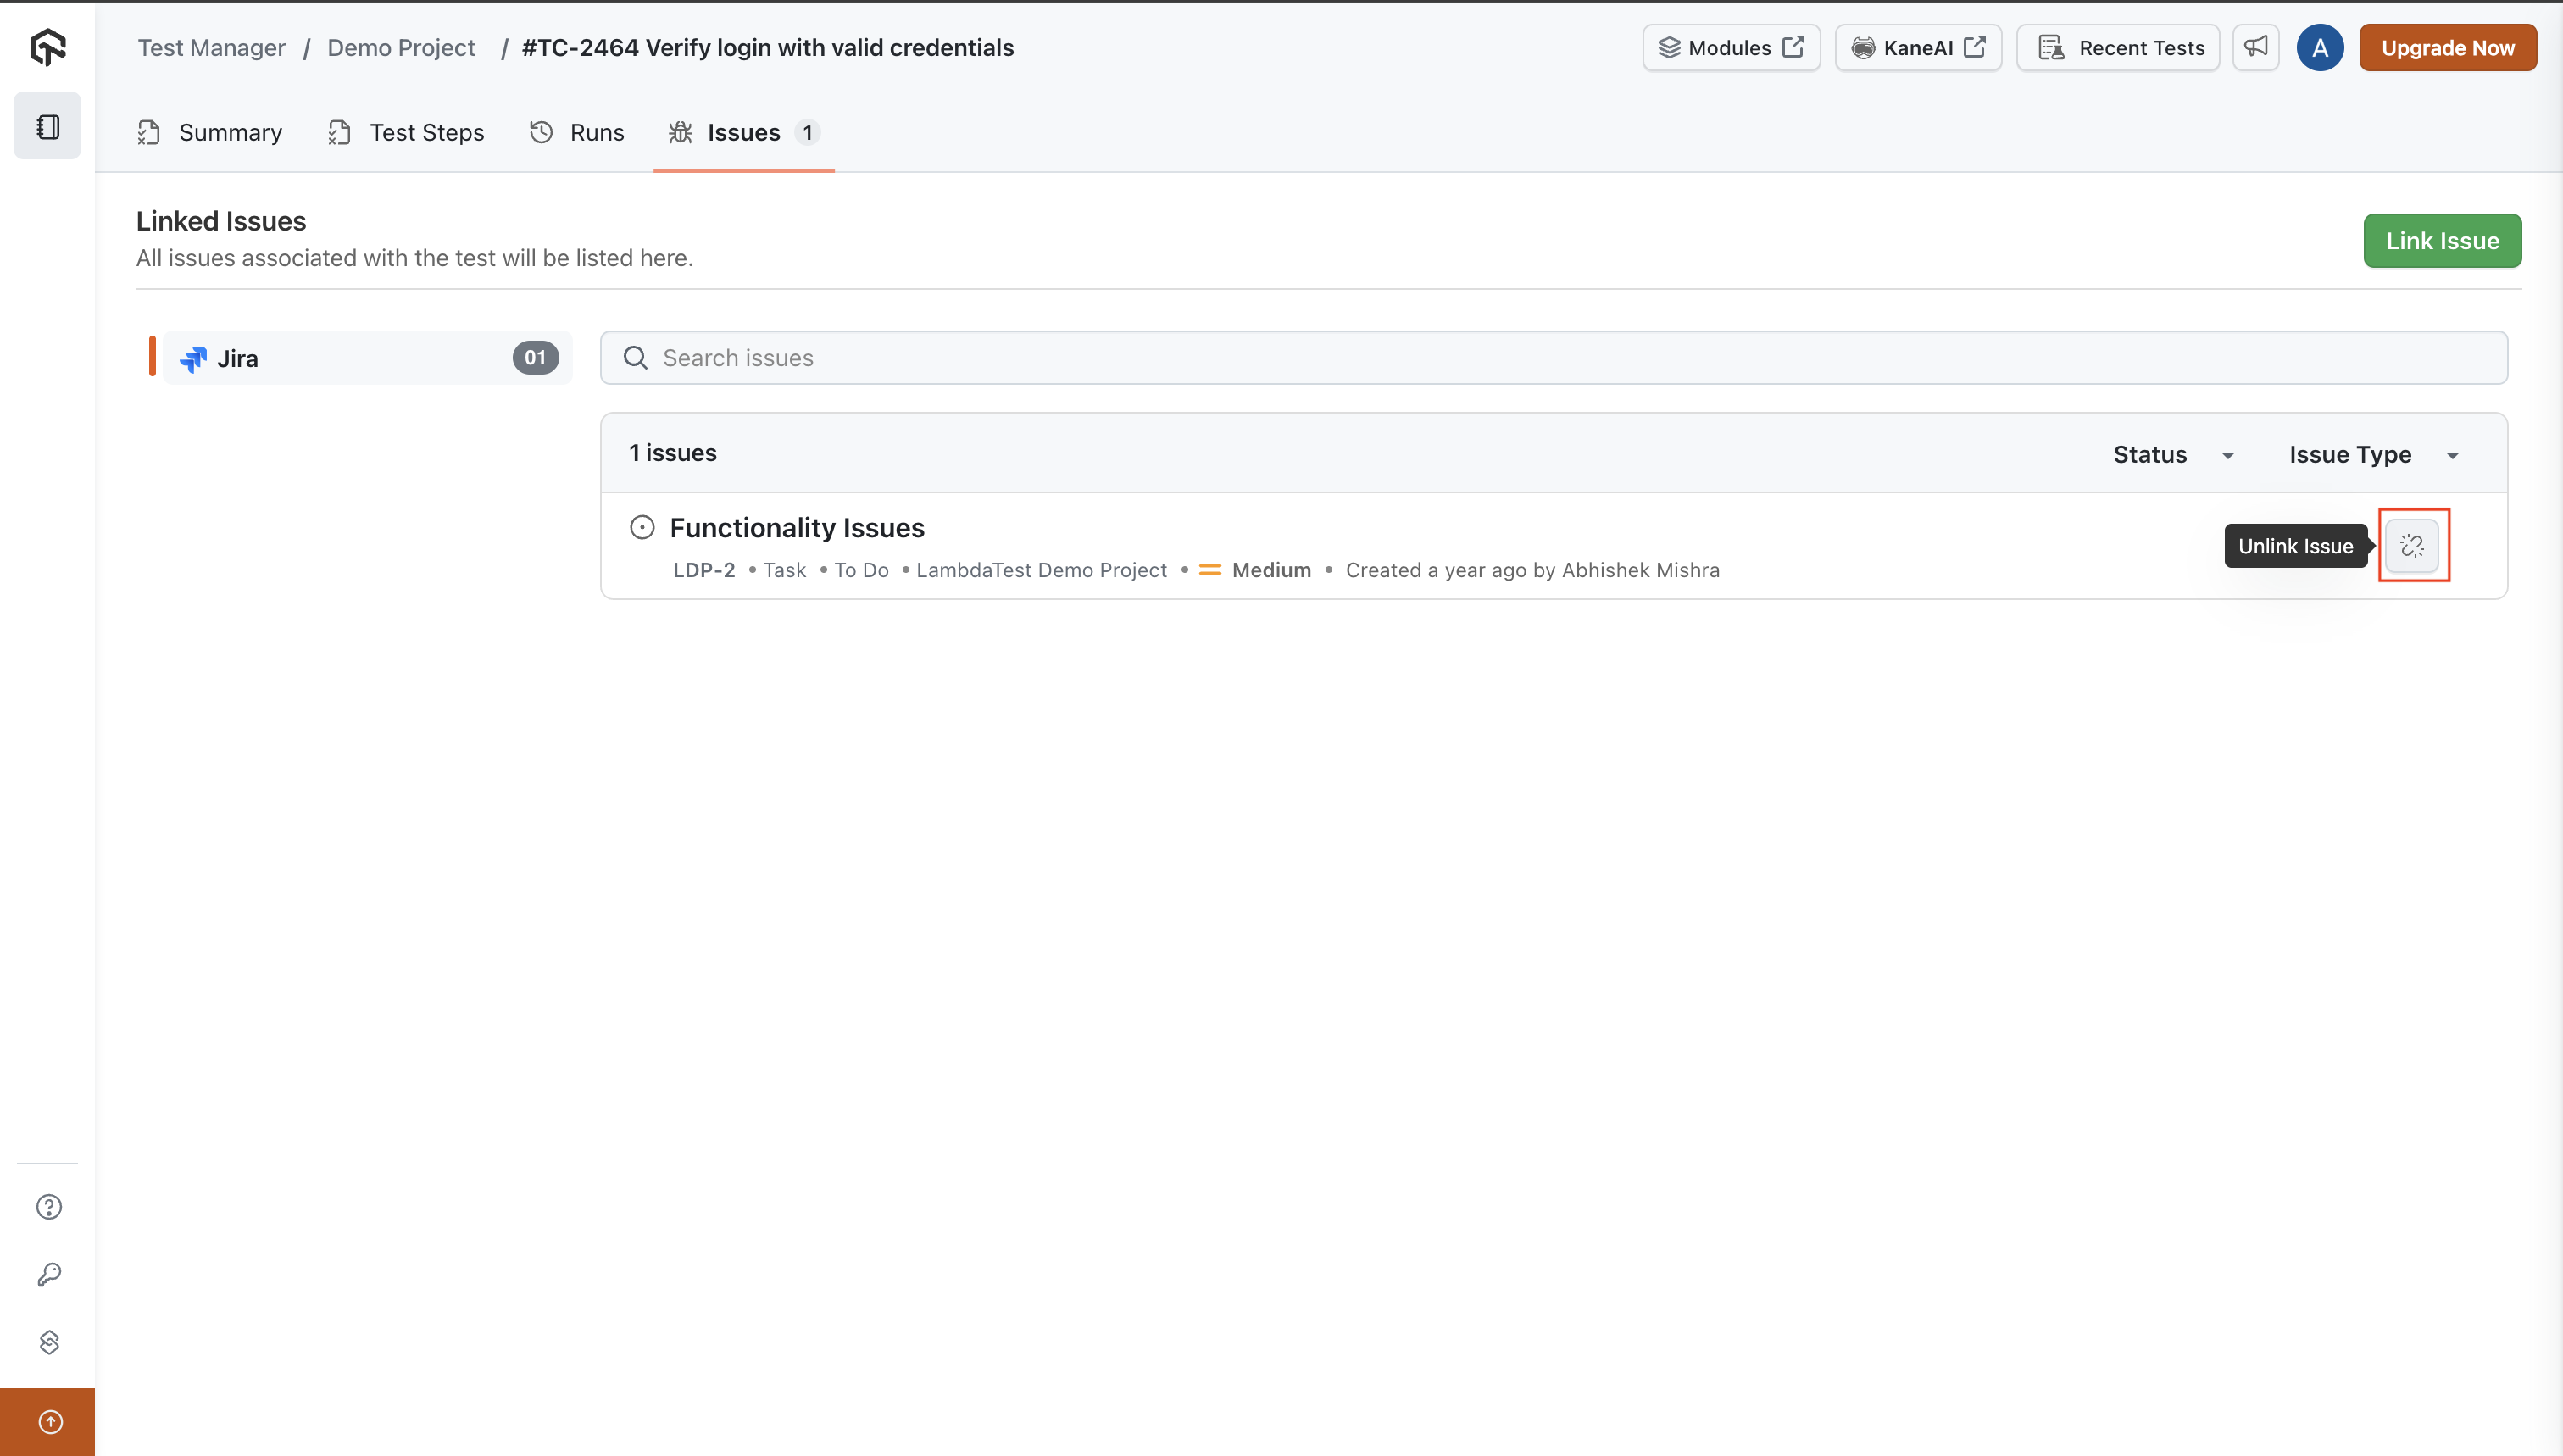 Test Manager / Demo Project / #TC-2464 Verify login with valid credentials
Modules KaneAI Recent Tests A Upgrade Now
Summary Test Steps Runs Issues 1
Linked Issues
All issues associated with the test will be listed here.
Link Issue
Jira 01
Search issues
1 issues Status Issue Type
Functionality Issues
Unlink Issue
LDP-2 • Task • To Do • LambdaTest Demo Project • Medium • Created a year ago by Abhishek Mishra